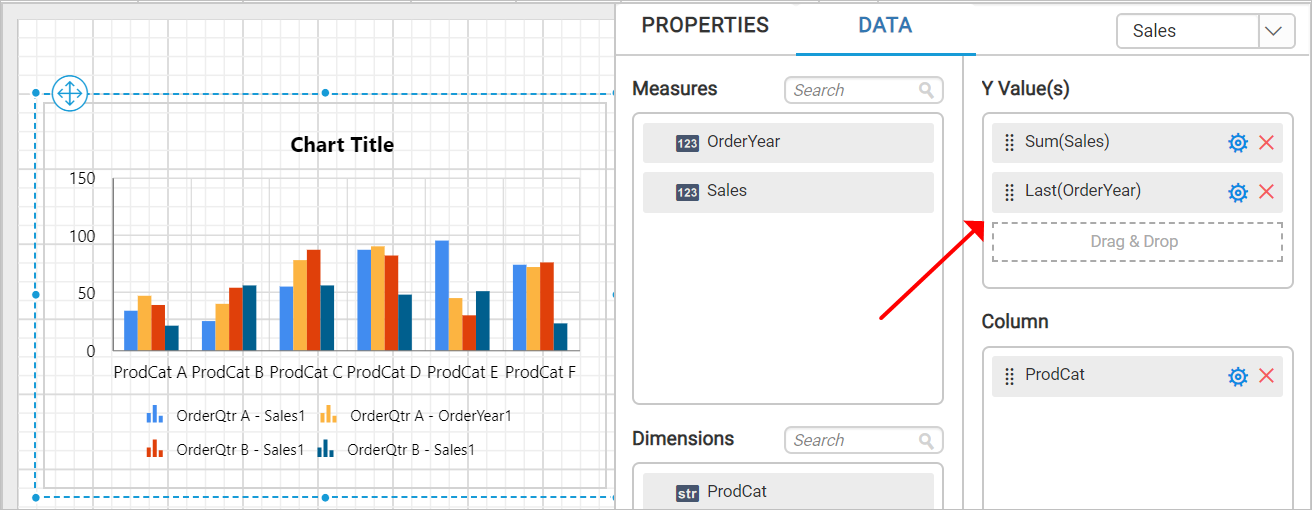 PROPERTIES
DATA
Sales
Measures
Search
123 OrderYear
123 Sales
Dimensions
Search
str ProdCat
Y Value(s)
Sum(Sales)
Last(OrderYear)
Drag & Drop
Column
ProdCat
Chart Title
150
100
50
0
ProdCat A ProdCat B ProdCat C ProdCat D ProdCat E ProdCat F
OrderQtr A - Sales1 OrderQtr A - OrderYear1
OrderQtr B - Sales1 OrderQtr B - Sales1